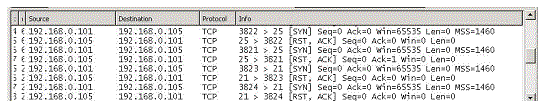 Source Destination Protocol Info
192.168.0.101 192.168.0.105 TCP 3822 > 25 [SYN] Seq=0 Ack=0 Win=65535 Len=0 MSS=1460
192.168.0.105 192.168.0.101 TCP 25 > 3822 [RST, ACK] Seq=0 Ack=0 Win=0 Len=0
192.168.0.101 192.168.0.105 TCP 3821 > 25 [SYN] Seq=0 Ack=0 Win=65535 Len=0 MSS=1460
192.168.0.105 192.168.0.101 TCP 25 > 3821 [RST, ACK] Seq=0 Ack=1 Win=0 Len=0
192.168.0.101 192.168.0.105 TCP 3823 > 21 [SYN] Seq=0 Ack=0 Win=65535 Len=0 MSS=1460
192.168.0.105 192.168.0.101 TCP 21 > 3823 [RST, ACK] Seq=0 Ack=0 Win=0 Len=0
192.168.0.101 192.168.0.105 TCP 3824 > 21 [SYN] Seq=0 Ack=0 Win=65535 Len=0 MSS=1460
192.168.0.105 192.168.0.101 TCP 21 > 3824 [RST, ACK] Seq=0 Ack=0 Win=0 Len=0